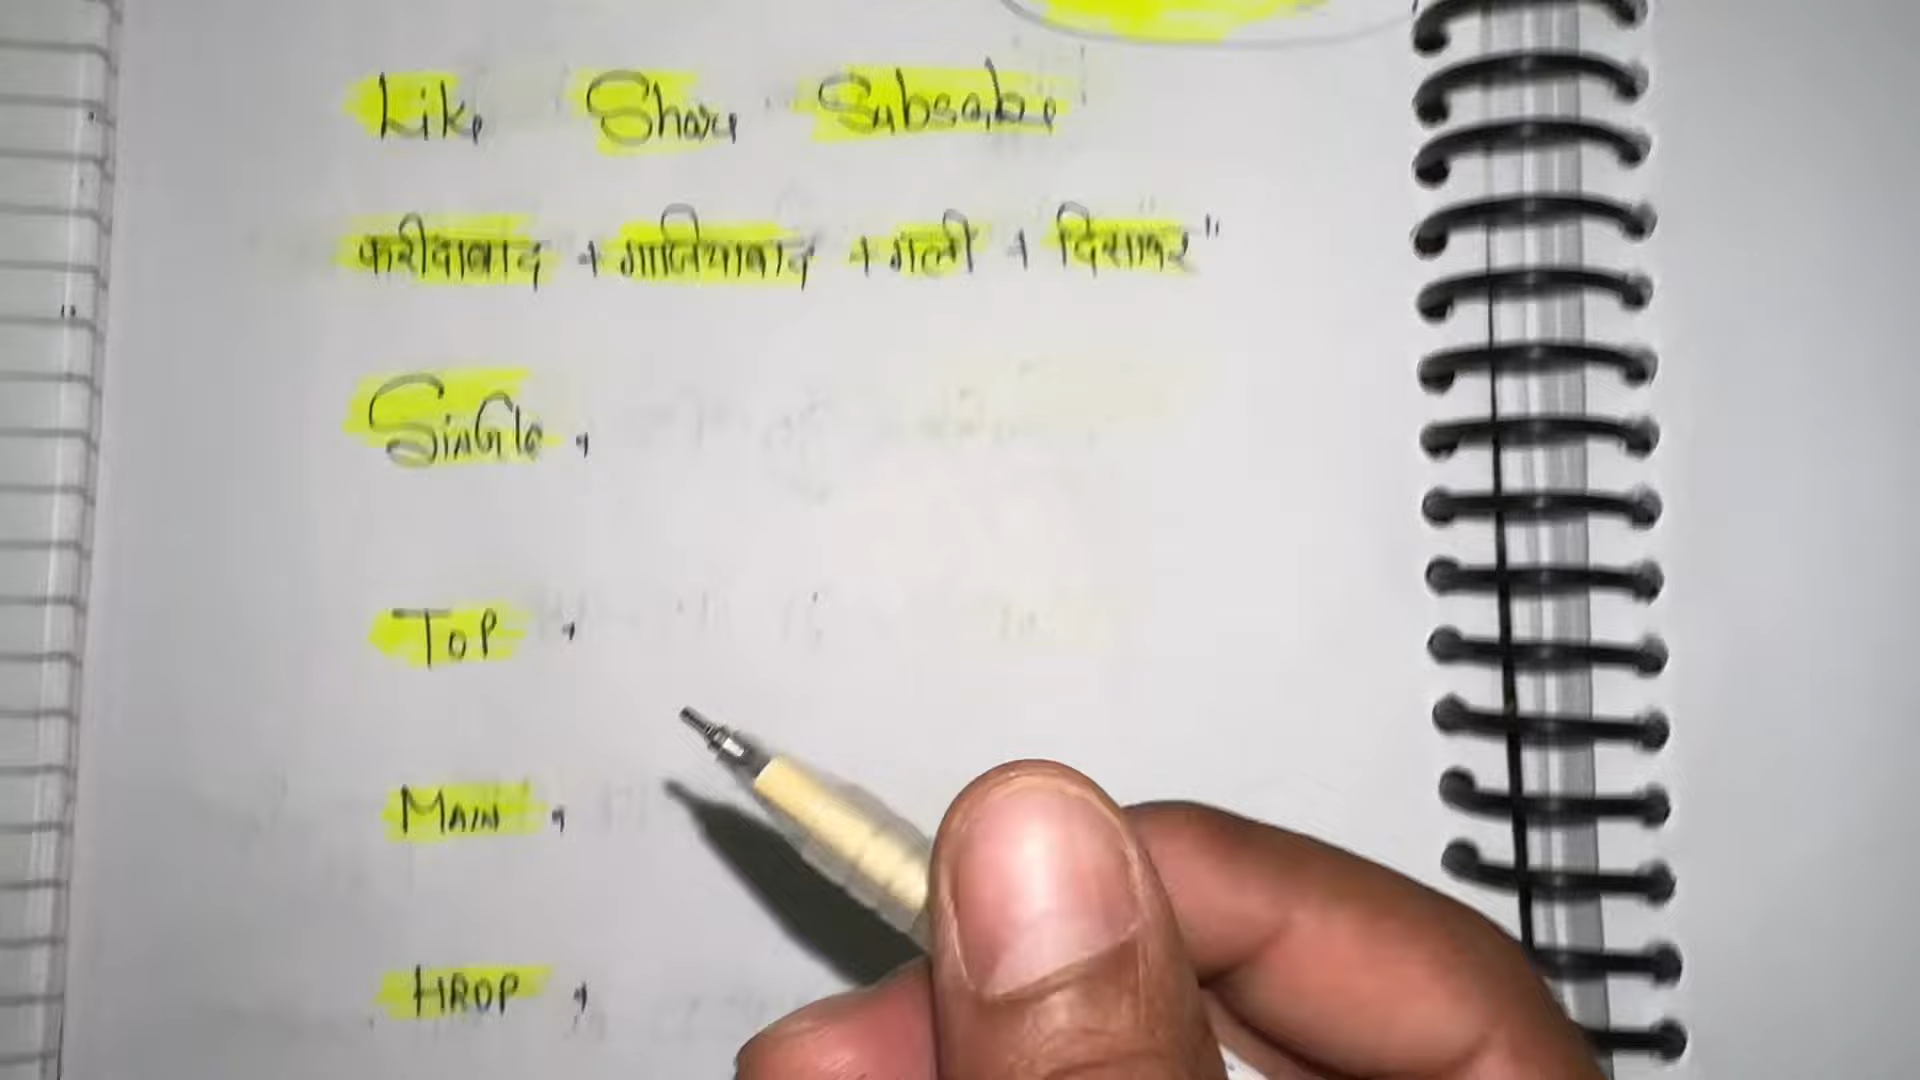 Like Share Subscribe
फरीदाबाद + गाजियाबाद + गली + दिसावर"
Single,
TOP,
MAIN,
HROP,